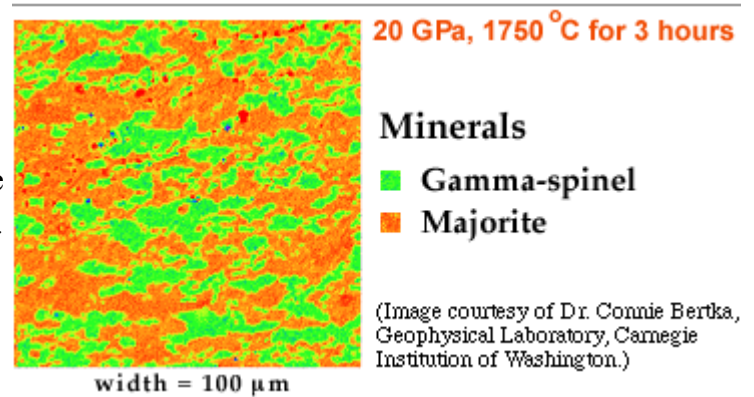 20 GPa, 1750 °C for 3 hours
Minerals
Gamma-spinel
Majorite
(Image courtesy of Dr. Connie Bertka,
Geophysical Laboratory, Carnegie
Institution of Washington.)
width = 100 µm